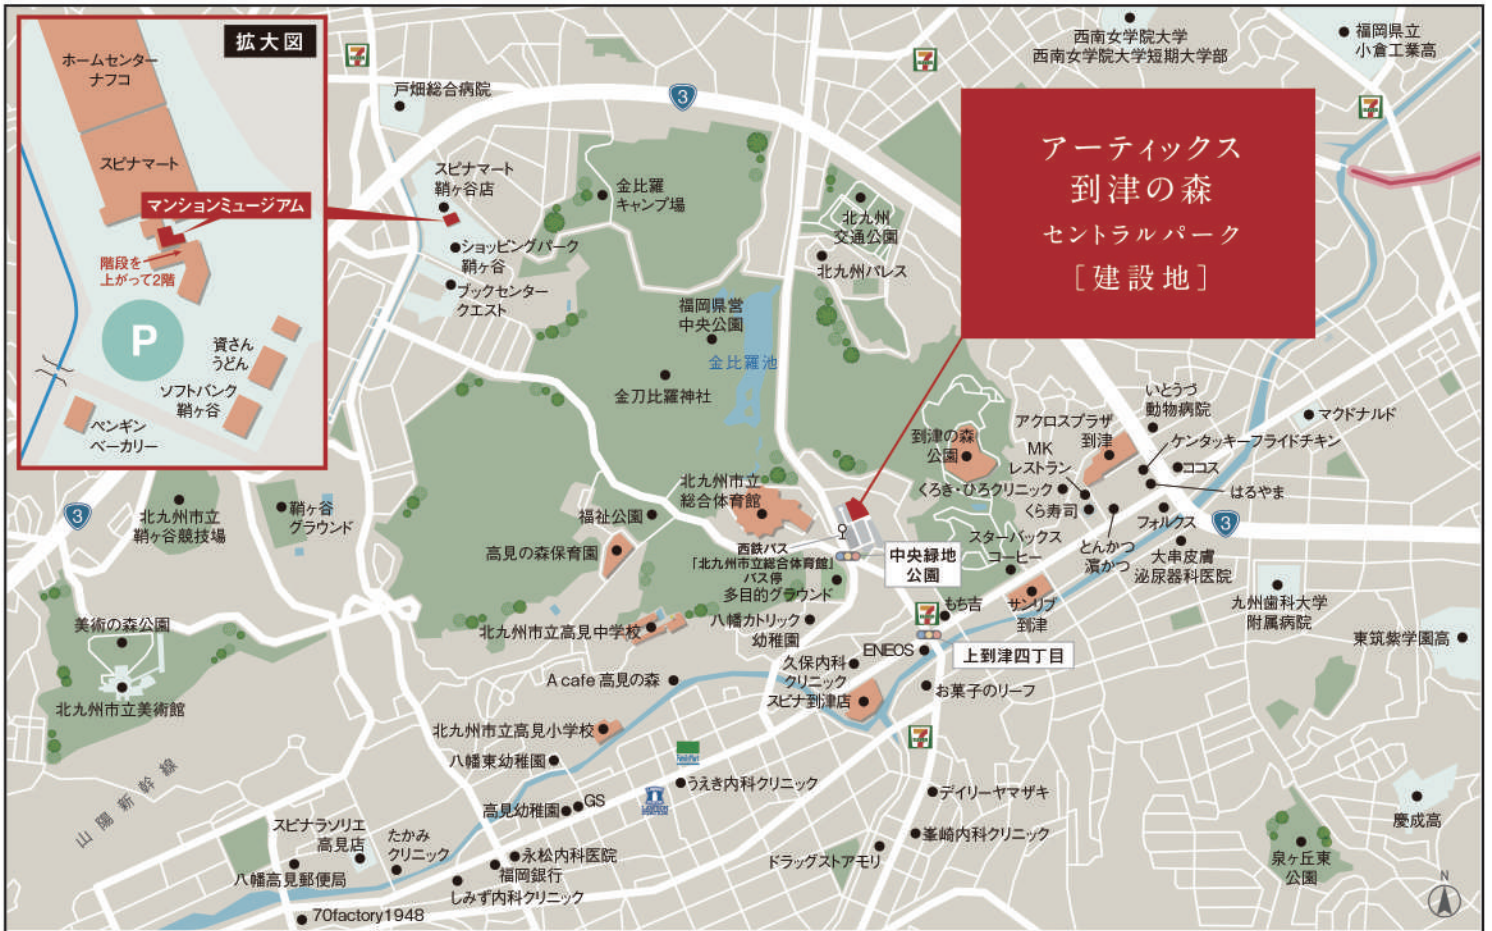 拡大図
ホームセンター
ナフコ
スピナマート
マンションミュージアム
階段を
上がって2階
P
資さん
うどん
ソフトバンク
鞘ヶ谷
ペンギン
ベーカリー
7
ELEVEN
戸畑総合病院
3
7
ELEVEN
西南女学院大学
西南女学院大学短期大学部
福岡県立
小倉工業高
7
ELEVEN
アーティックス
到津の森
セントラルパーク
[建設地]
スピナマート
鞘ヶ谷店
ショッピングパーク
鞘ヶ谷
ブックセンター
クエスト
金比羅
キャンプ場
北九州
交通公園
北九州パレス
福岡県営
中央公園
金比羅池
金刀比羅神社
到津の森
公園
アクロスプラザ
到津
いとうづ
動物病院
マクドナルド
ケンタッキーフライドチキン
MK
レストラン
ココス
くろき・ひろクリニック
はるやま
くら寿司
フォルクス
3
とんかつ
濵かつ
大串皮膚
泌尿器科医院
スターバックス
コーヒー
3
北九州市立
鞘ヶ谷競技場
鞘ヶ谷
グラウンド
北九州市立
総合体育館
福祉公園
高見の森保育園
西鉄バス
「北九州市立総合体育館」
バス停
多目的グラウンド
中央緑地
公園
九州歯科大学
附属病院
東筑紫学園高
美術の森公園
北九州市立美術館
北九州市立高見中学校
八幡カトリック
幼稚園
7
ELEVEN
もち吉
サンリブ
到津
ENEOS
上到津四丁目
久保内科
クリニック
スピナ到津店
お菓子のリーフ
A cafe 高見の森
北九州市立高見小学校
八幡東幼稚園
7
ELEVEN
FamilyMart
LAWSON
STATION
うえき内科クリニック
高見幼稚園
GS
デイリーヤマザキ
峯崎内科クリニック
ドラッグストアモリ
慶成高
泉ヶ丘東
公園
山陽新幹線
スピナラソリエ
高見店
たかみ
クリニック
八幡高見郵便局
永松内科医院
福岡銀行
しみず内科クリニック
70factory1948
N